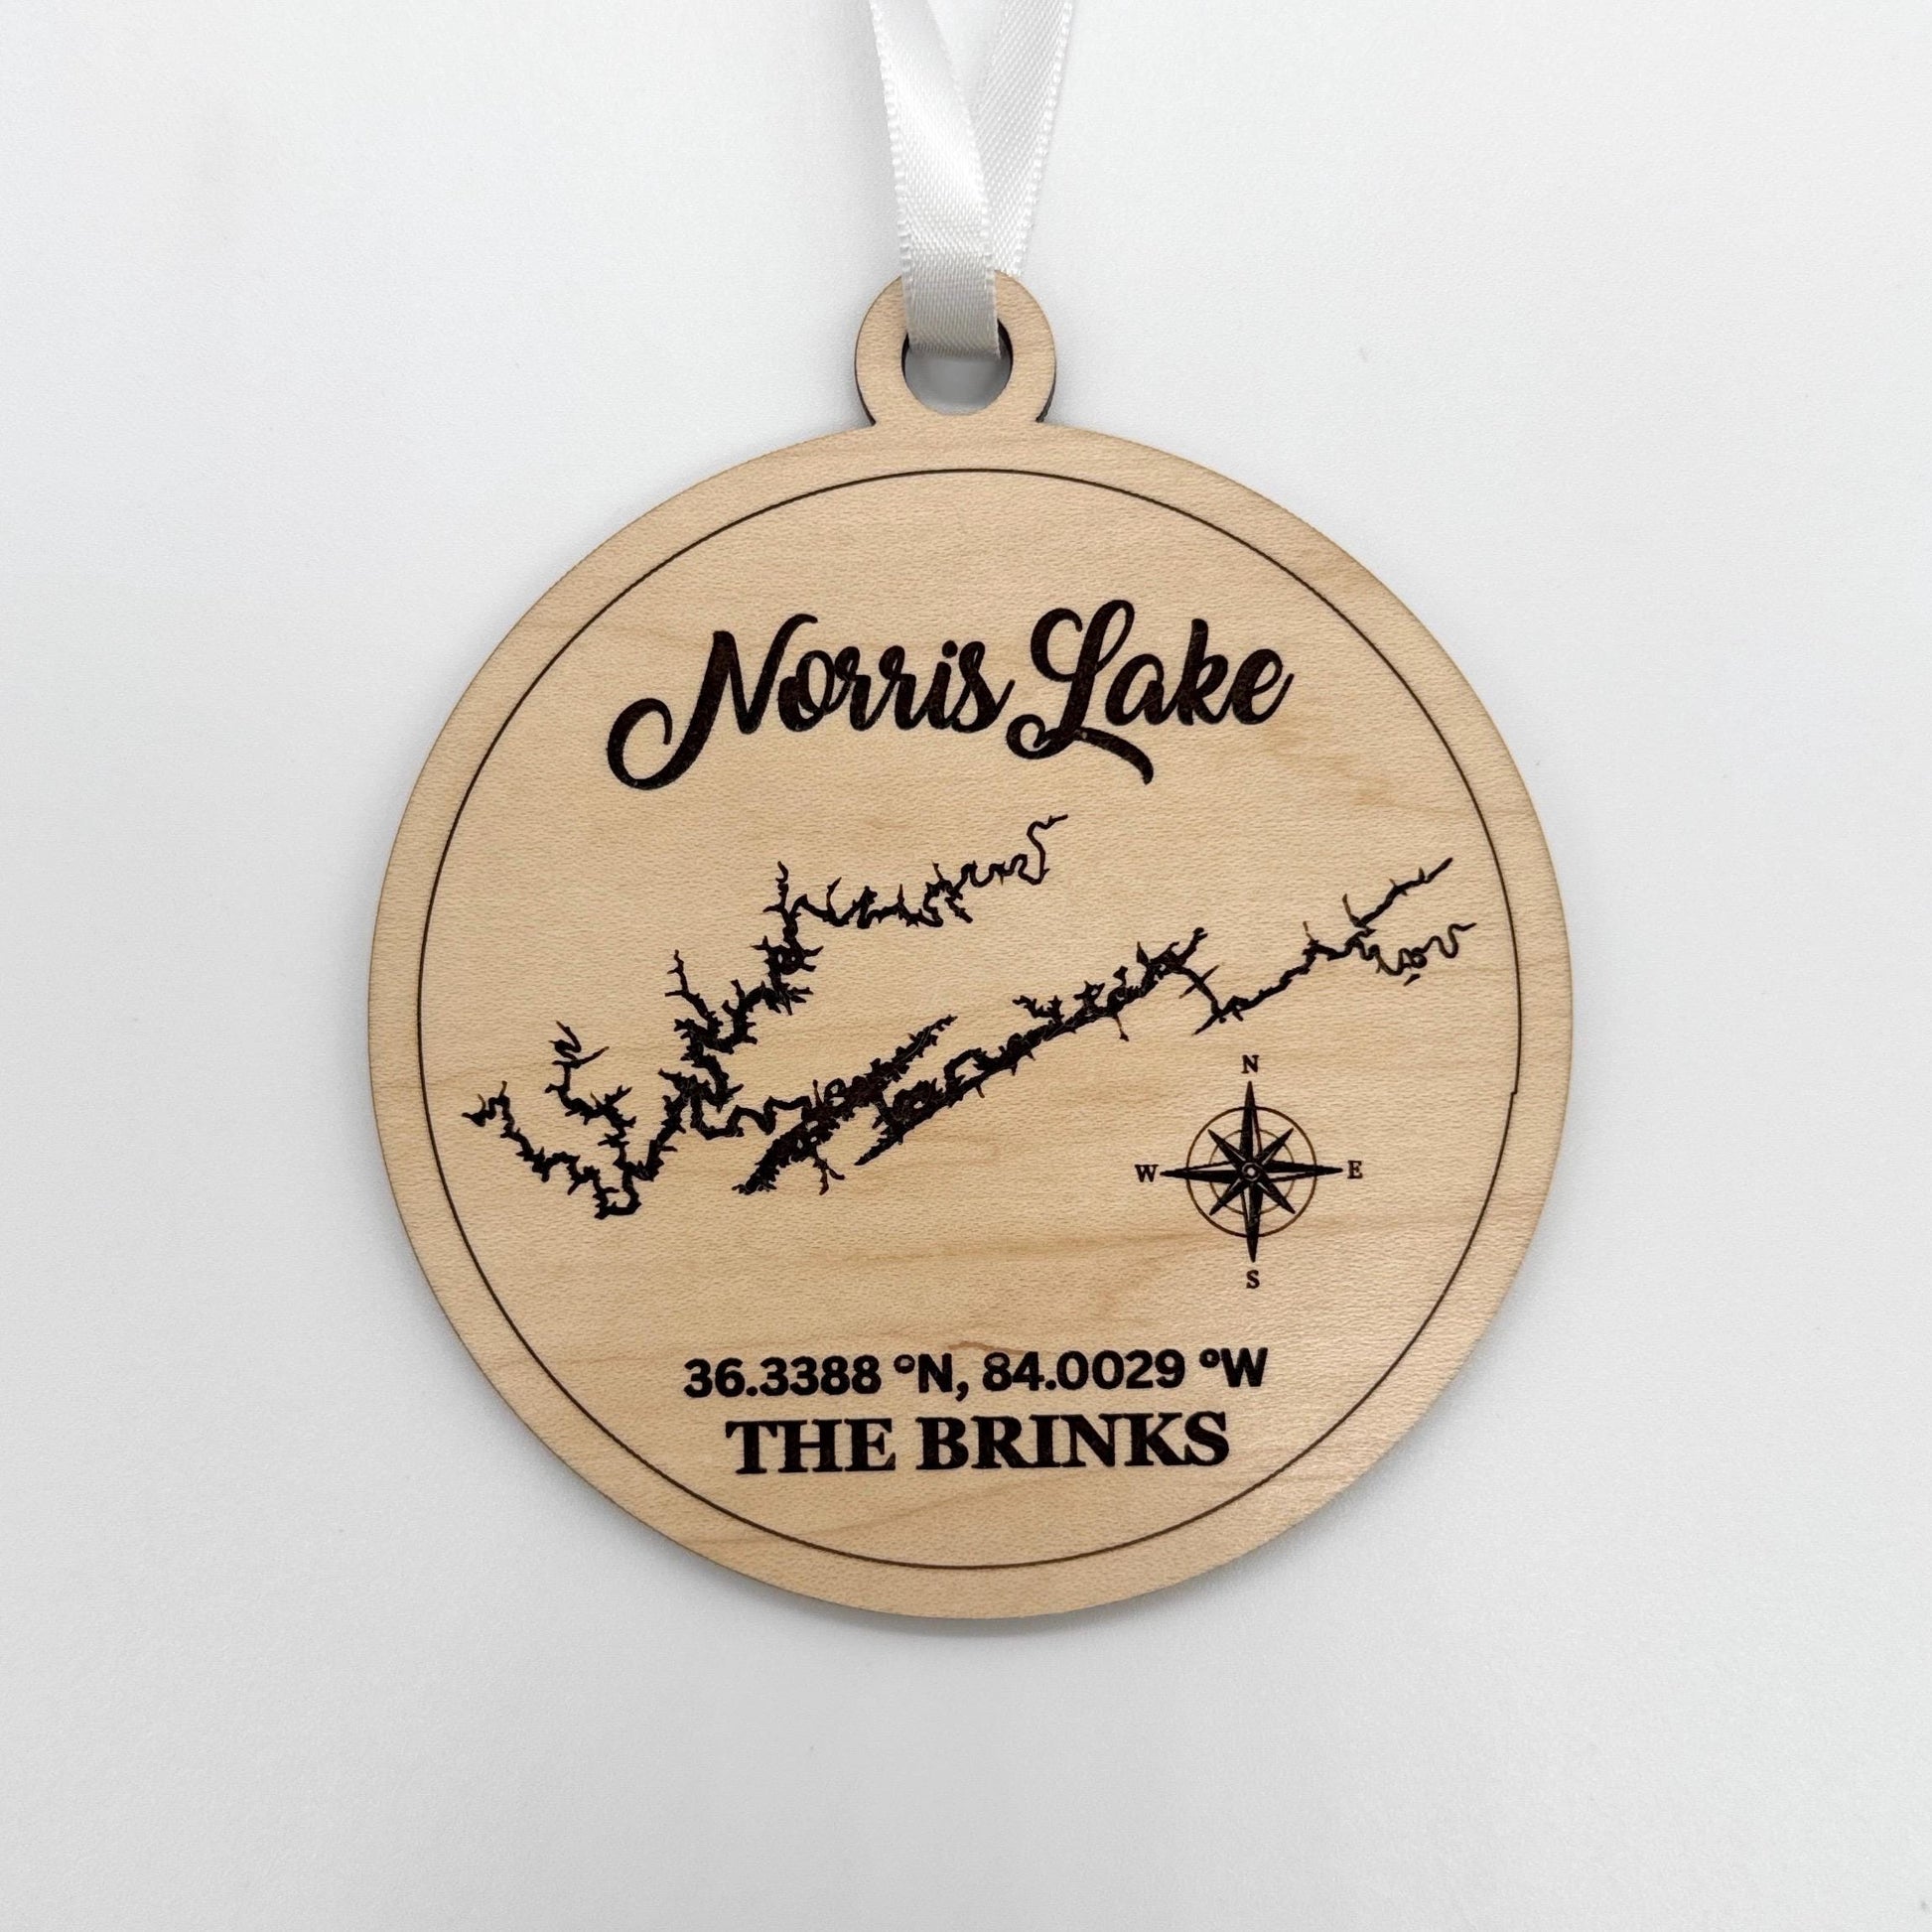 Norris Lake
N
W E
S
36.3388 °N, 84.0029 °W
THE BRINKS